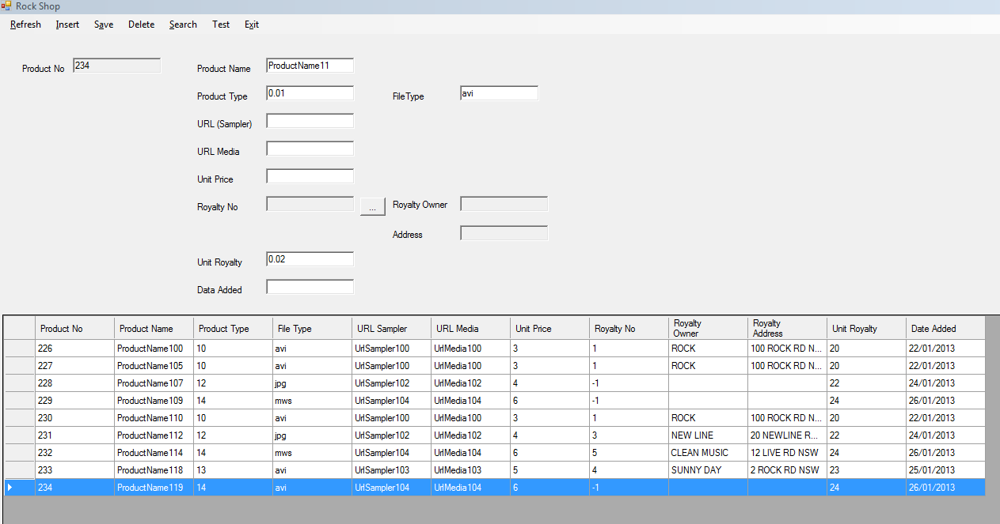 Rock Shop
Refresh Insert Save Delete Search Test Exit
Product No 234 Product Name ProductName11
Product Type 0.01 FileType avi
URL (Sampler)
URL Media
Unit Price
Royalty No ... Royalty Owner
Address
Unit Royalty 0.02
Data Added
Product No Product Name Product Type File Type URL Sampler URL Media Unit Price Royalty No Royalty Owner Royalty Address Unit Royalty Date Added
226 ProductName100 10 avi UrlSampler100 UrlMedia100 3 1 ROCK 100 ROCK RD N... 20 22/01/2013
227 ProductName105 10 avi UrlSampler100 UrlMedia100 3 1 ROCK 100 ROCK RD N... 20 22/01/2013
228 ProductName107 12 jpg UrlSampler102 UrlMedia102 4 -1 22 24/01/2013
229 ProductName109 14 mws UrlSampler104 UrlMedia104 6 -1 24 26/01/2013
230 ProductName110 10 avi UrlSampler100 UrlMedia100 3 1 ROCK 100 ROCK RD N... 20 22/01/2013
231 ProductName112 12 jpg UrlSampler102 UrlMedia102 4 3 NEW LINE 20 NEWLINE R... 22 24/01/2013
232 ProductName114 14 mws UrlSampler104 UrlMedia104 6 5 CLEAN MUSIC 12 LIVE RD NSW 24 26/01/2013
233 ProductName118 13 avi UrlSampler103 UrlMedia103 5 4 SUNNY DAY 2 ROCK RD NSW 23 25/01/2013
234 ProductName119 14 avi UrlSampler104 UrlMedia104 6 -1 24 26/01/2013